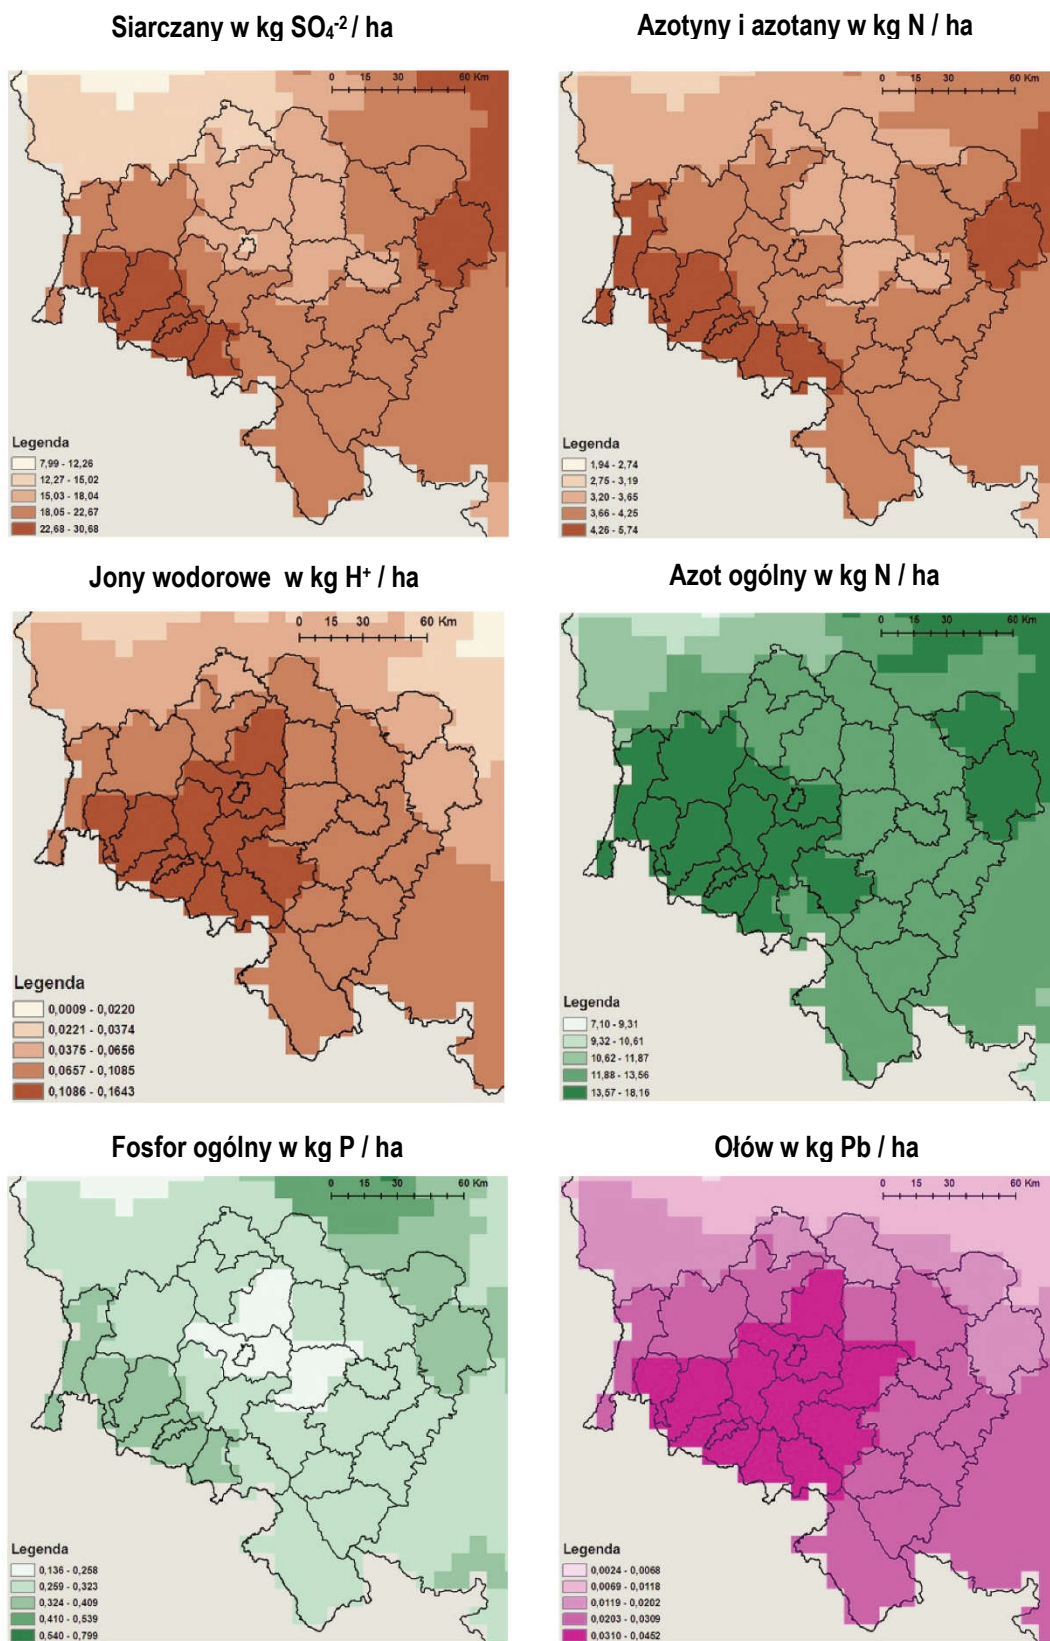 Siarczany w kg SO₄⁻² / ha
Azotyny i azotany w kg N / ha
0 15 30 60 Km
Legenda
7,99 - 12,26
12,27 - 15,02
15,03 - 18,04
18,05 - 22,67
22,68 - 30,68
0 15 30 60 Km
Legenda
1,94 - 2,74
2,75 - 3,19
3,20 - 3,65
3,66 - 4,25
4,26 - 5,74
Jony wodorowe w kg H⁺ / ha
Azot ogólny w kg N / ha
0 15 30 60 Km
Legenda
0,0009 - 0,0220
0,0221 - 0,0374
0,0375 - 0,0656
0,0657 - 0,1085
0,1086 - 0,1643
0 15 30 60 Km
Legenda
7,10 - 9,31
9,32 - 10,61
10,62 - 11,87
11,88 - 13,56
13,57 - 18,16
Fosfor ogólny w kg P / ha
Ołów w kg Pb / ha
0 15 30 60 Km
Legenda
0,136 - 0,258
0,259 - 0,323
0,324 - 0,409
0,410 - 0,539
0,540 - 0,799
0 15 30 60 Km
Legenda
0,0024 - 0,0068
0,0069 - 0,0118
0,0119 - 0,0202
0,0203 - 0,0309
0,0310 - 0,0452